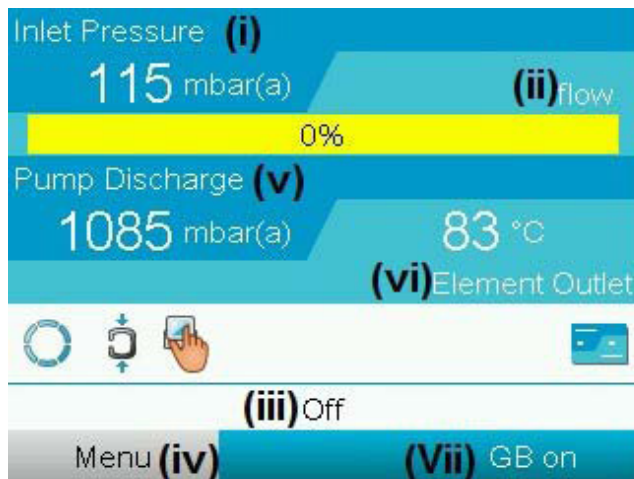 Inlet Pressure (i)
115 mbar(a)
(ii) flow
0%
Pump Discharge (v)
1085 mbar(a)
83 °C
(vi) Element Outlet
(iii) Off
Menu (iv)
(Vii) GB on